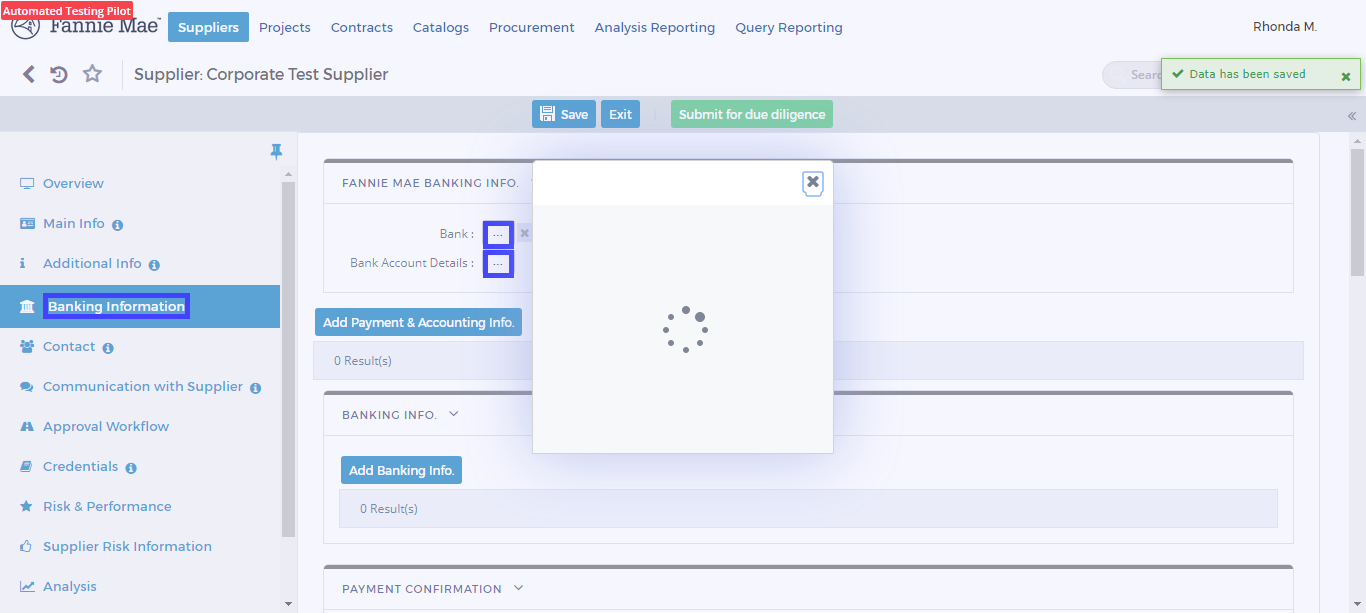 Automated Testing Pilot
Fannie Mae
Suppliers Projects Contracts Catalogs Procurement Analysis Reporting Query Reporting
Rhonda M.
Supplier: Corporate Test Supplier
Data has been saved
Save Exit Submit for due diligence
Overview
Main Info
Additional Info
Banking Information
Contact
Communication with Supplier
Approval Workflow
Credentials
Risk & Performance
Supplier Risk Information
Analysis
FANNIE MAE BANKING INFO.
Bank : ...
Bank Account Details : ...
Add Payment & Accounting Info.
0 Result(s)
BANKING INFO.
Add Banking Info.
0 Result(s)
PAYMENT CONFIRMATION